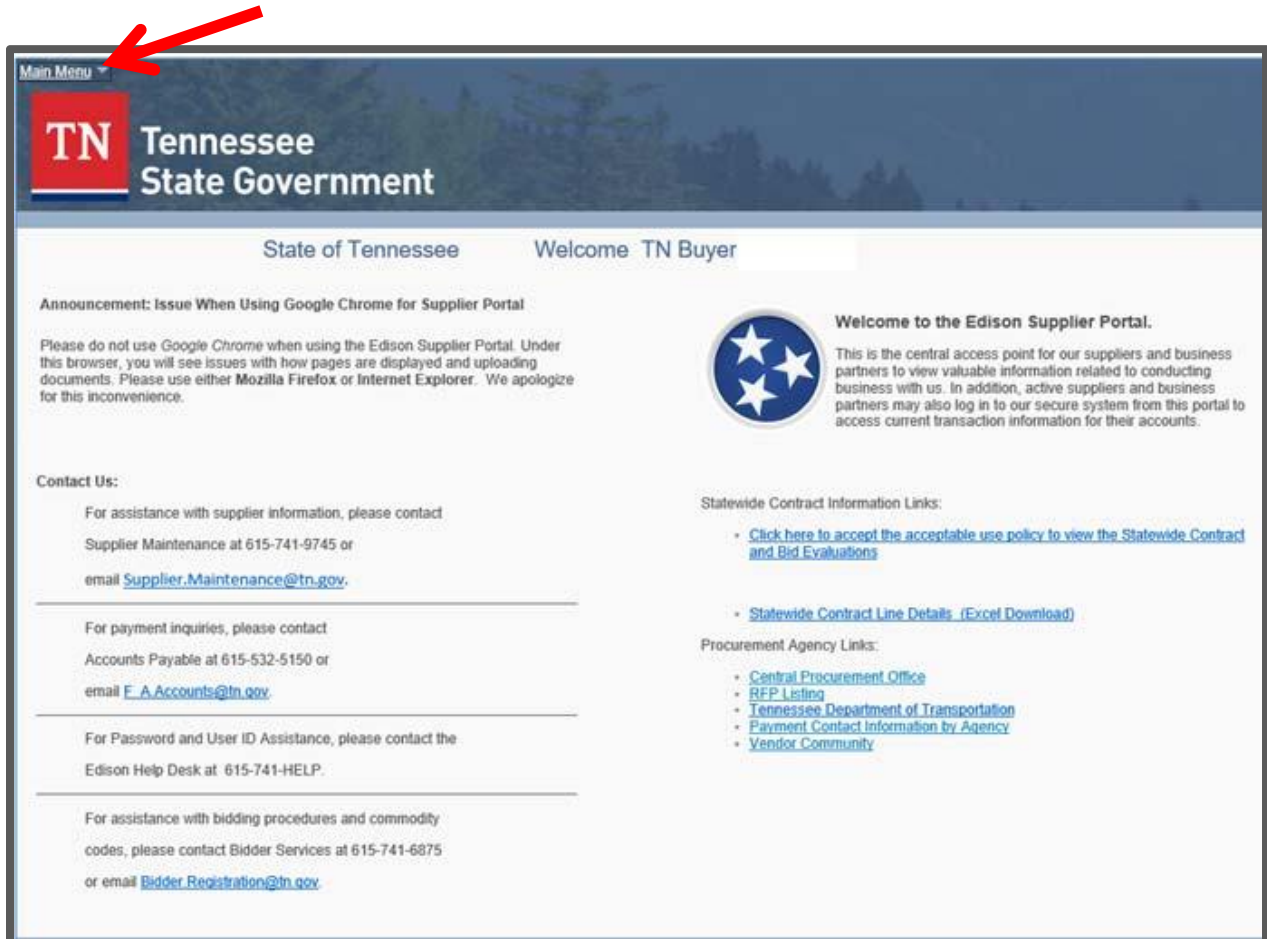 Main Menu
TN
Tennessee
State Government
State of Tennessee Welcome TN Buyer
Announcement: Issue When Using Google Chrome for Supplier Portal
Please do not use Google Chrome when using the Edison Supplier Portal. Under
this browser, you will see issues with how pages are displayed and uploading
documents. Please use either Mozilla Firefox or Internet Explorer. We apologize
for this inconvenience.
Welcome to the Edison Supplier Portal.
This is the central access point for our suppliers and business
partners to view valuable information related to conducting
business with us. In addition, active suppliers and business
partners may also log in to our secure system from this portal to
access current transaction information for their accounts.
Contact Us:
For assistance with supplier information, please contact
Supplier Maintenance at 615-741-9745 or
email Supplier.Maintenance@tn.gov.
For payment inquiries, please contact
Accounts Payable at 615-532-5150 or
email F_A.Accounts@tn.gov.
For Password and User ID Assistance, please contact the
Edison Help Desk at 615-741-HELP.
For assistance with bidding procedures and commodity
codes, please contact Bidder Services at 615-741-6875
or email Bidder.Registration@tn.gov.
Statewide Contract Information Links:
Click here to accept the acceptable use policy to view the Statewide Contract
and Bid Evaluations
Statewide Contract Line Details (Excel Download)
Procurement Agency Links:
Central Procurement Office
RFP Listing
Tennessee Department of Transportation
Payment Contact Information by Agency
Vendor Community